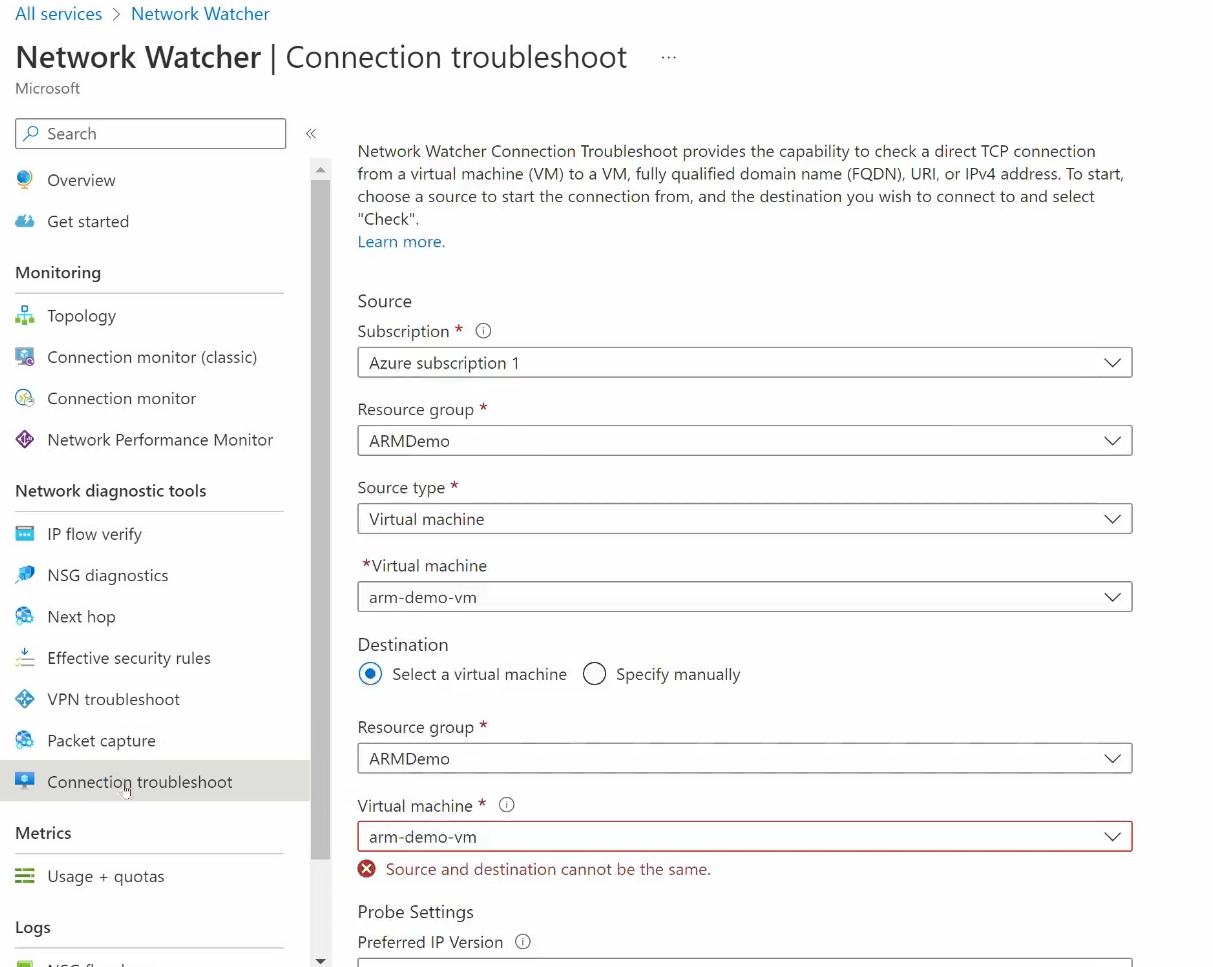 All services > Network Watcher
Network Watcher | Connection troubleshoot ...
Microsoft
Search
«
Overview
Get started
Monitoring
Topology
Connection monitor (classic)
Connection monitor
Network Performance Monitor
Network diagnostic tools
IP flow verify
NSG diagnostics
Next hop
Effective security rules
VPN troubleshoot
Packet capture
Connection troubleshoot
Metrics
Usage + quotas
Logs
Network Watcher Connection Troubleshoot provides the capability to check a direct TCP connection
from a virtual machine (VM) to a VM, fully qualified domain name (FQDN), URI, or IPv4 address. To start,
choose a source to start the connection from, and the destination you wish to connect to and select
"Check".
Learn more.
Source
Subscription *
Azure subscription 1
Resource group *
ARMDemo
Source type *
Virtual machine
*Virtual machine
arm-demo-vm
Destination
Select a virtual machine Specify manually
Resource group *
ARMDemo
Virtual machine *
arm-demo-vm
Source and destination cannot be the same.
Probe Settings
Preferred IP Version